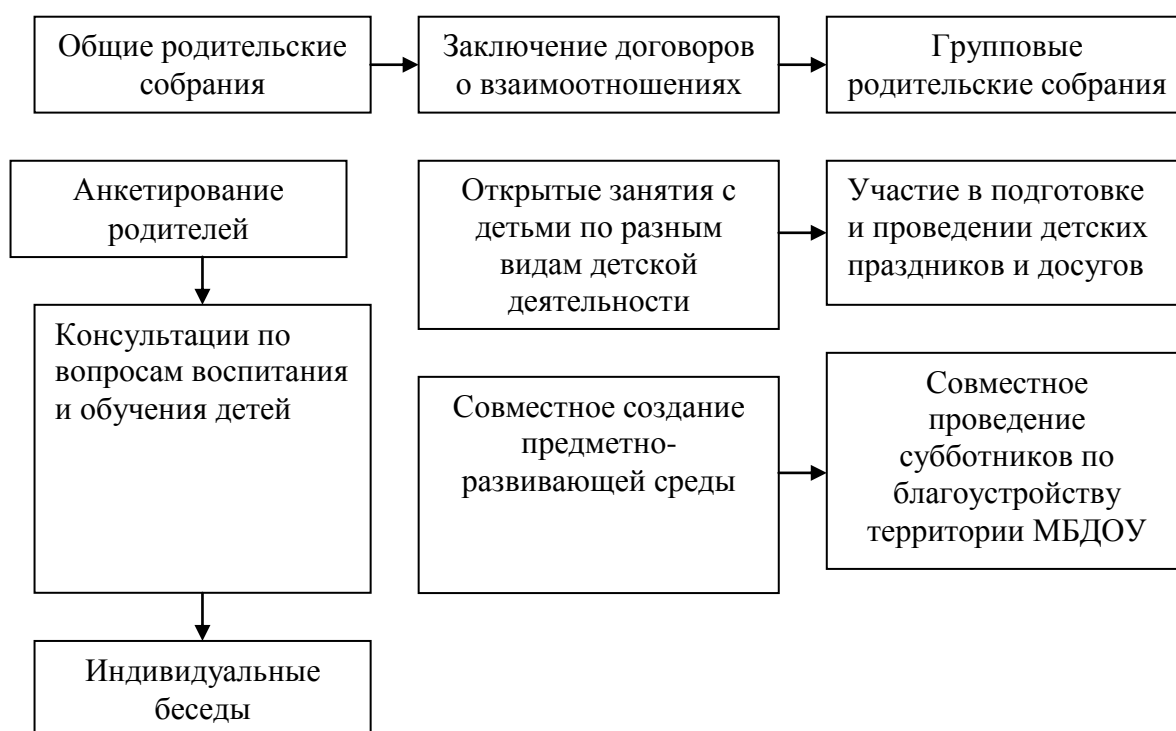 Общие родительские
собрания
Заключение договоров
о взаимоотношениях
Групповые
родительские собрания
Анкетирование
родителей
Открытые занятия с
детьми по разным
видам детской
деятельности
Участие в подготовке
и проведении детских
праздников и досугов
Консультации по
вопросам воспитания
и обучения детей
Совместное создание
предметно-
развивающей среды
Совместное
проведение
субботников по
благоустройству
территории МБДОУ
Индивидуальные
беседы